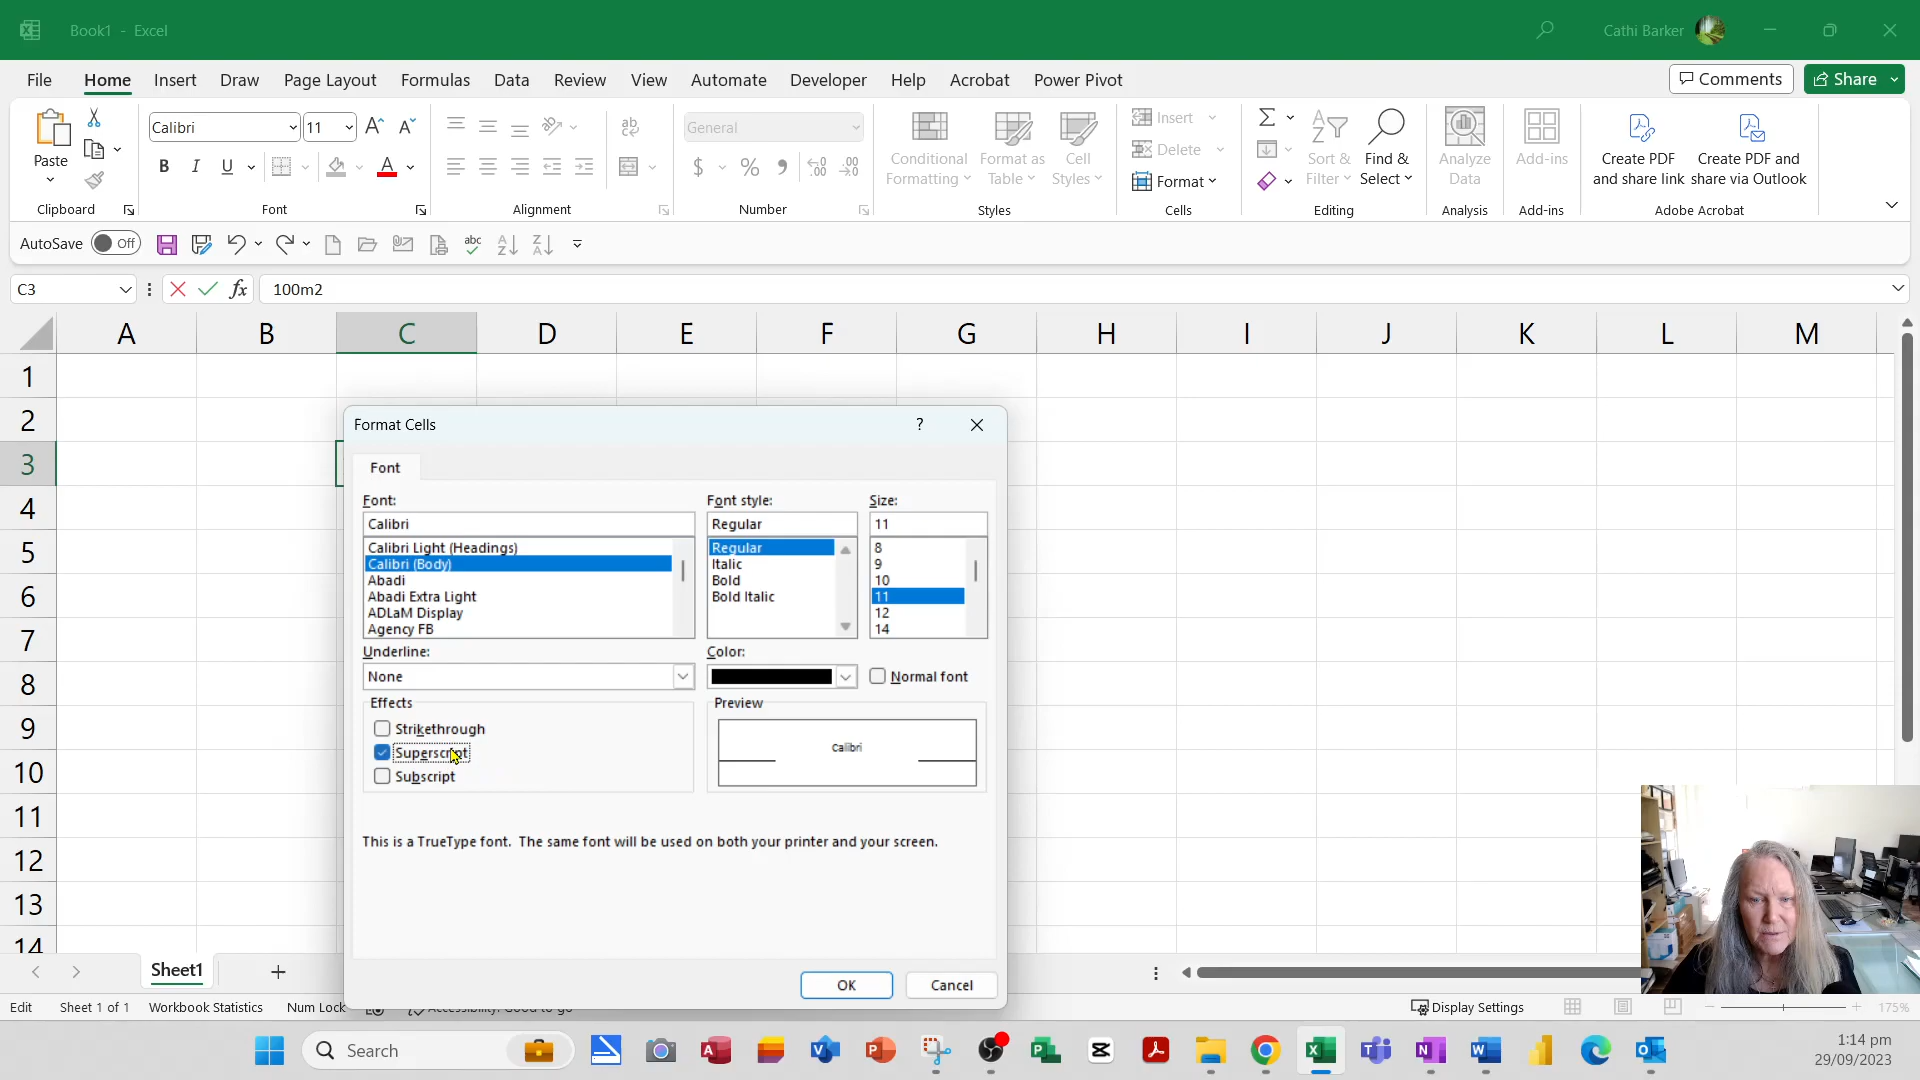 Book1 - Excel
Cathi Barker
File Home Insert Draw Page Layout Formulas Data Review View Automate Developer Help Acrobat Power Pivot
Comments
Share
Paste
Clipboard
Calibri 11
B I U
A
Font
Alignment
General
$ %
Number
Conditional Formatting
Format as Table
Cell Styles
Styles
Insert
Delete
Format
Cells
Sort & Filter
Find & Select
Editing
Analyze Data
Analysis
Add-ins
Add-ins
Create PDF and share link
Create PDF and share via Outlook
Adobe Acrobat
AutoSave Off
C3
fx
100m2
A B C D E F G H I J K L M
1
2
3
4
5
6
7
8
9
10
11
12
13
14
Format Cells
?
Font
Font:
Font style:
Size:
Calibri
Regular
11
Calibri Light (Headings)
Calibri (Body)
Abadi
Abadi Extra Light
ADLaM Display
Agency FB
Regular
Italic
Bold
Bold Italic
8
9
10
11
12
14
Underline:
Color:
None
Normal font
Effects
Strikethrough
Superscript
Subscript
Preview
Calibri
This is a TrueType font. The same font will be used on both your printer and your screen.
OK
Cancel
Sheet1
Edit
Sheet 1 of 1
Workbook Statistics
Num Lock
Accessibility: Good to go
Display Settings
175%
Search
1:14 pm
29/09/2023